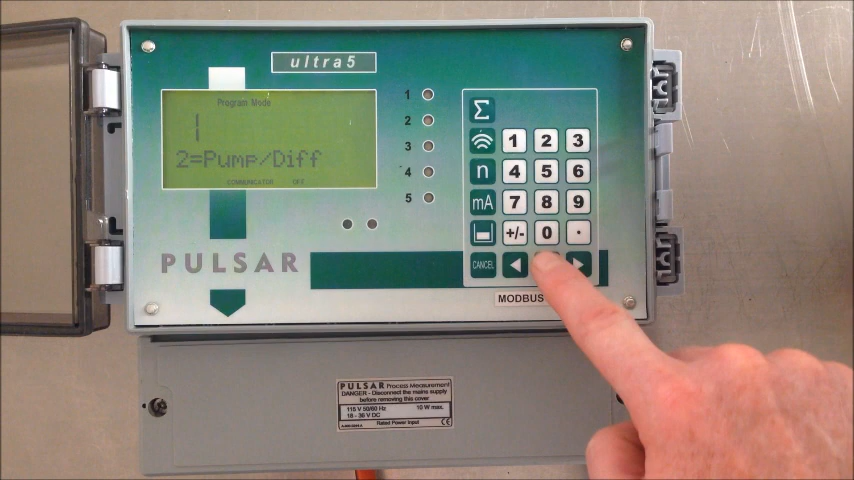 ultra5
Program Mode
1
2=Pump/Diff
COMMUNICATOR OFF
1
2
3
4
5
Σ
1 2 3
n 4 5 6
mA 7 8 9
+/- 0 .
CANCEL
PULSAR
MODBUS
PULSAR Process Measurement
DANGER - Disconnect the mains supply
before removing this cover
115 V 50/60 Hz 10 W max.
18 - 36 V DC
Rated Power Input CE